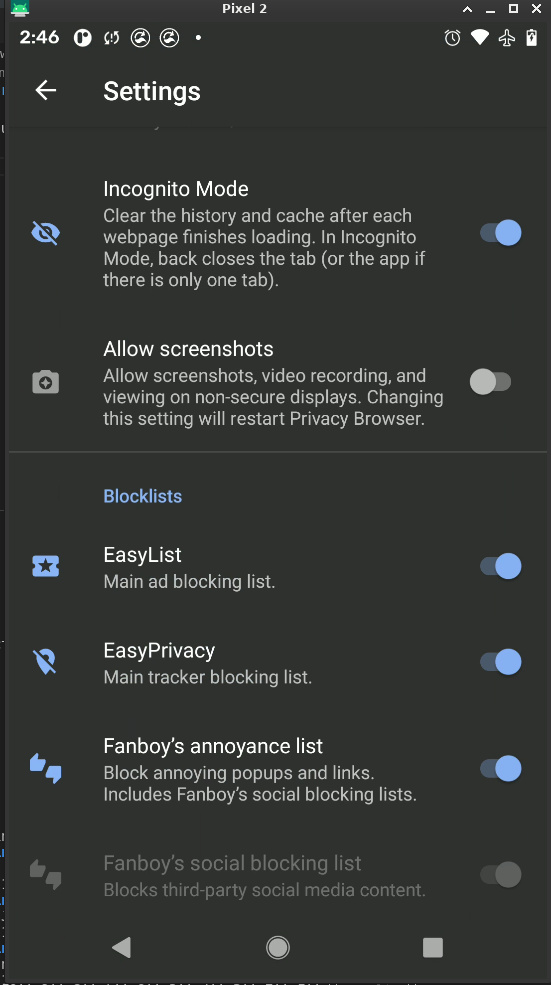 Pixel 2
2:46
Settings
Incognito Mode
Clear the history and cache after each
webpage finishes loading. In Incognito
Mode, back closes the tab (or the app if
there is only one tab).
Allow screenshots
Allow screenshots, video recording, and
viewing on non-secure displays. Changing
this setting will restart Privacy Browser.
Blocklists
EasyList
Main ad blocking list.
EasyPrivacy
Main tracker blocking list.
Fanboy’s annoyance list
Block annoying popups and links.
Includes Fanboy’s social blocking lists.
Fanboy’s social blocking list
Blocks third-party social media content.